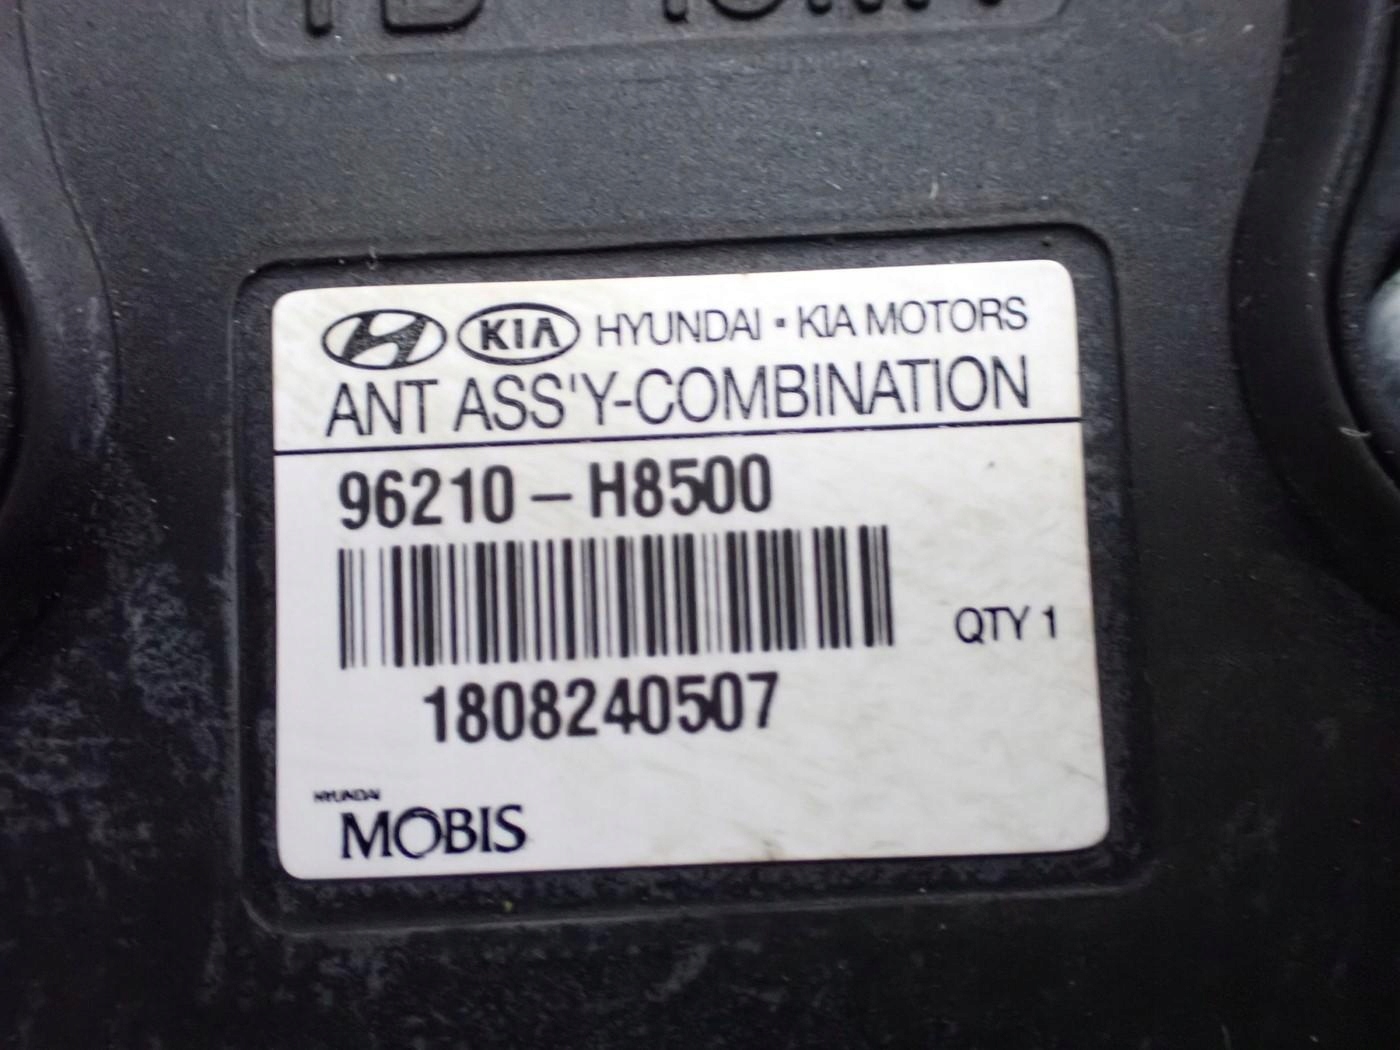 KIA HYUNDAI · KIA MOTORS
ANT ASS'Y-COMBINATION
96210 – H8500
QTY 1
1808240507
HYUNDAI
MOBIS